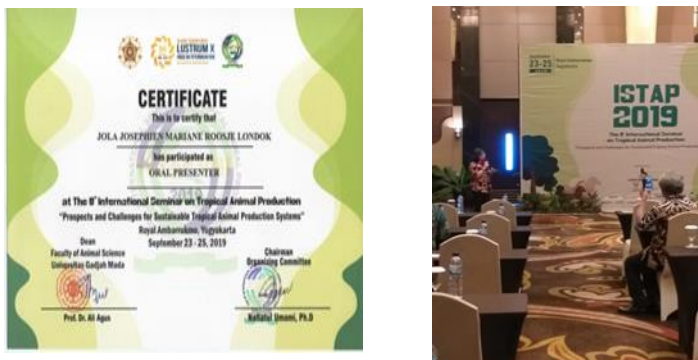 LUSTRUM X
CERTIFICATE
This is to certify that
JOLA JOSEPHIEN MARIANE ROOSJE LONDOK
has participated as
ORAL PRESENTER
2019
at The 8th International Seminar on Tropical Animal Production
"Prospects and Challenges for Sustainable Tropical Animal Production Systems"
Royal Ambarrukmo, Yogyakarta
September 23 - 25, 2019
Dean
Faculty of Animal Science
Universitas Gadjah Mada
Prof. Dr. Ali Agus
Chairman
Organizing Committee
Nafiatul Umami, Ph.D
23-25
ISTAP
2019
The 8th International Seminar
on Tropical Animal Production